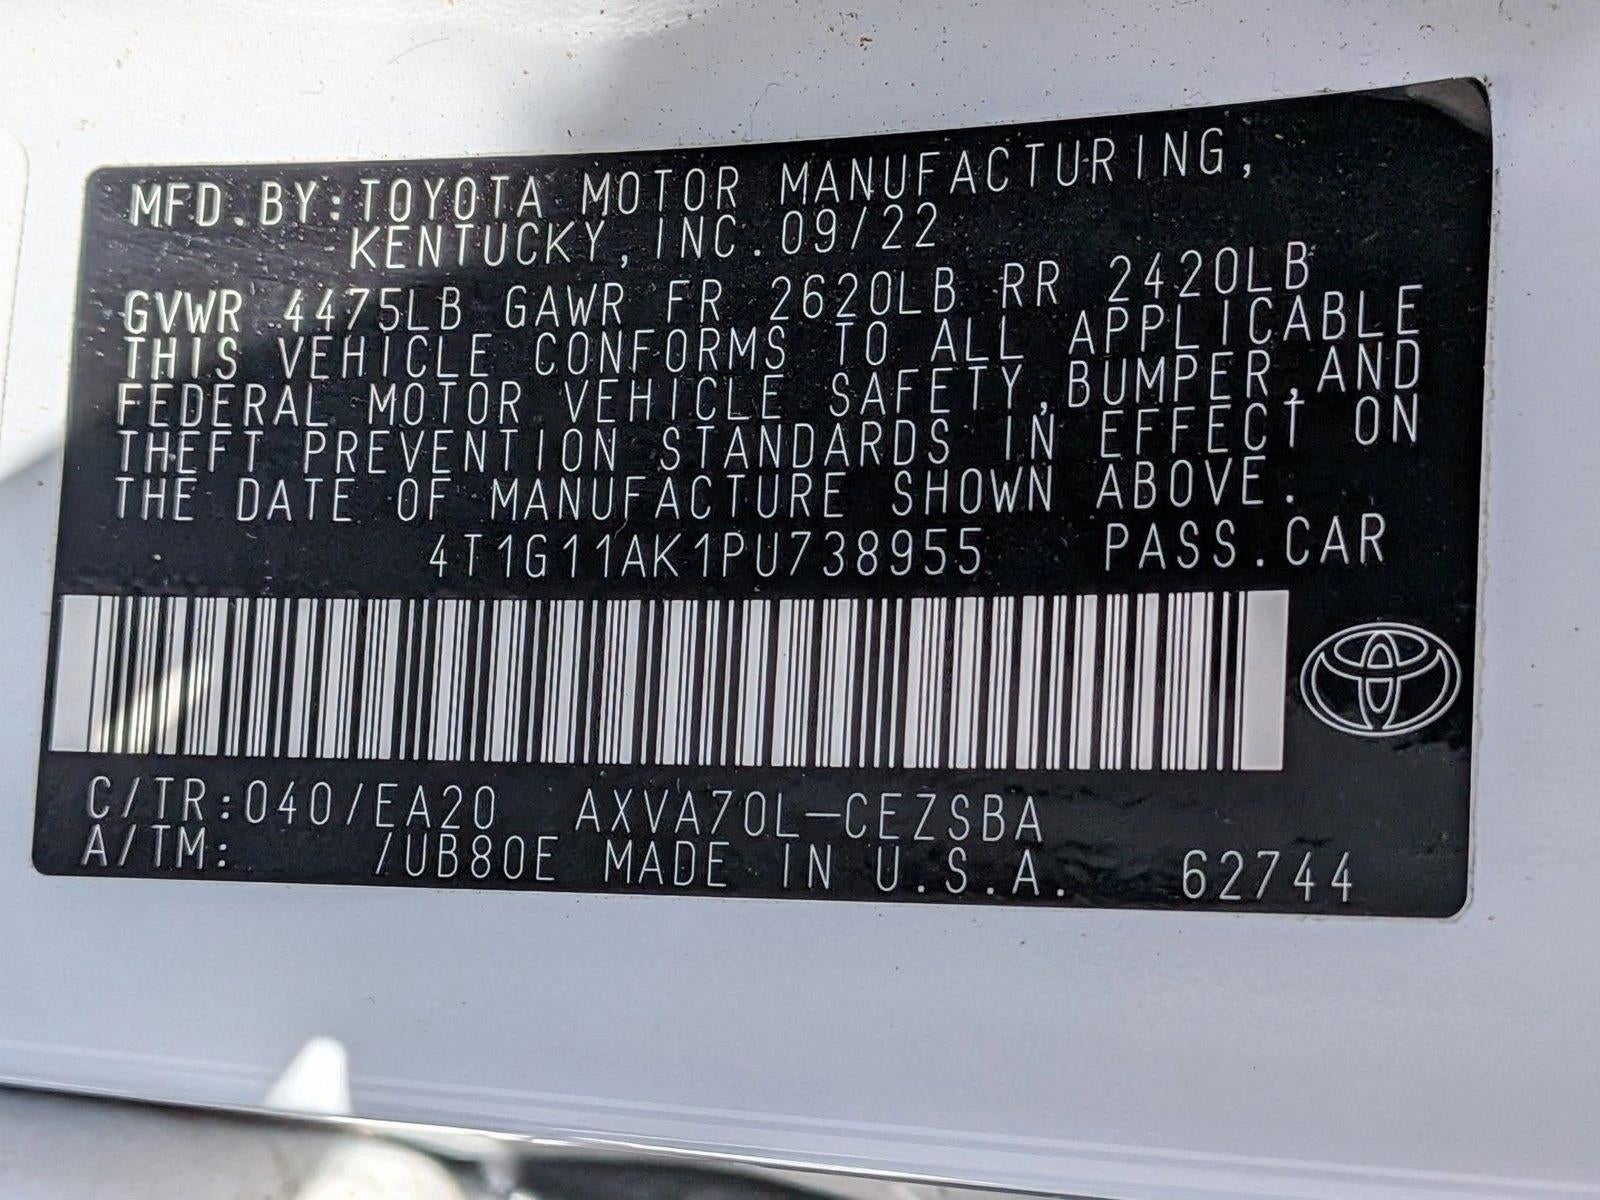 MFD.BY:TOYOTA MOTOR MANUFACTURING,
KENTUCKY, INC.09/22
GVWR 4475LB GAWR FR 2620LB RR 2420LB
THIS VEHICLE CONFORMS TO ALL APPLICABLE
FEDERAL MOTOR VEHICLE SAFETY,BUMPER,AND
THEFT PREVENTION STANDARDS IN EFFECT ON
THE DATE OF MANUFACTURE SHOWN ABOVE.
4T1G11AK1PU738955 PASS.CAR
C/TR:040/EA20 AXVA70L-CEZSBA
A/TM: /UB80E MADE IN U.S.A. 62744